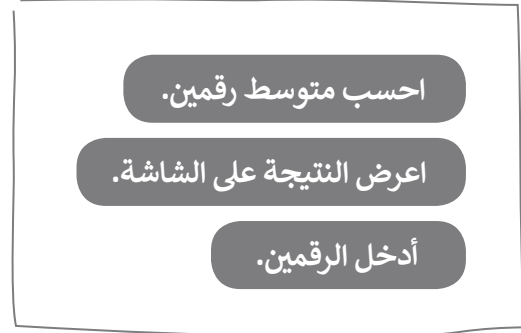 احسب متوسط رقمين.
اعرض النتيجة على الشاشة.
أدخل الرقمين.